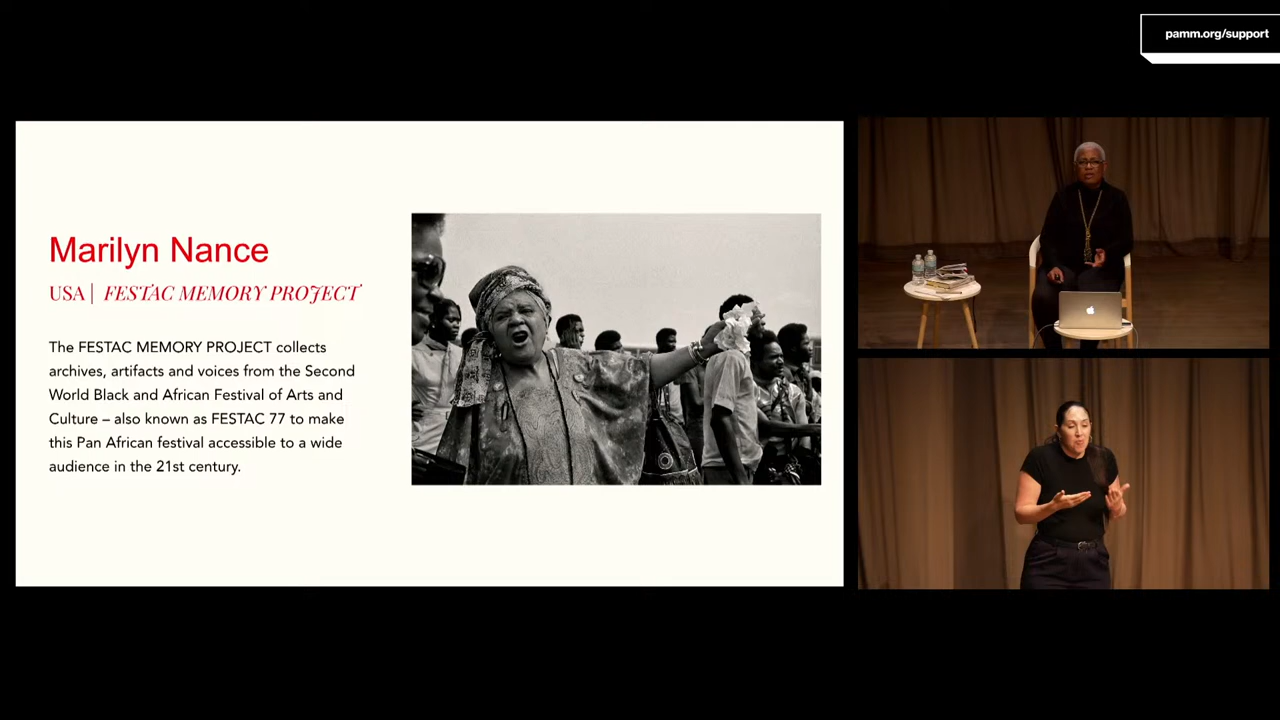 pamm.org/support
Marilyn Nance
USA | FESTAC MEMORY PROJECT
The FESTAC MEMORY PROJECT collects
archives, artifacts and voices from the Second
World Black and African Festival of Arts and
Culture – also known as FESTAC 77 to make
this Pan African festival accessible to a wide
audience in the 21st century.